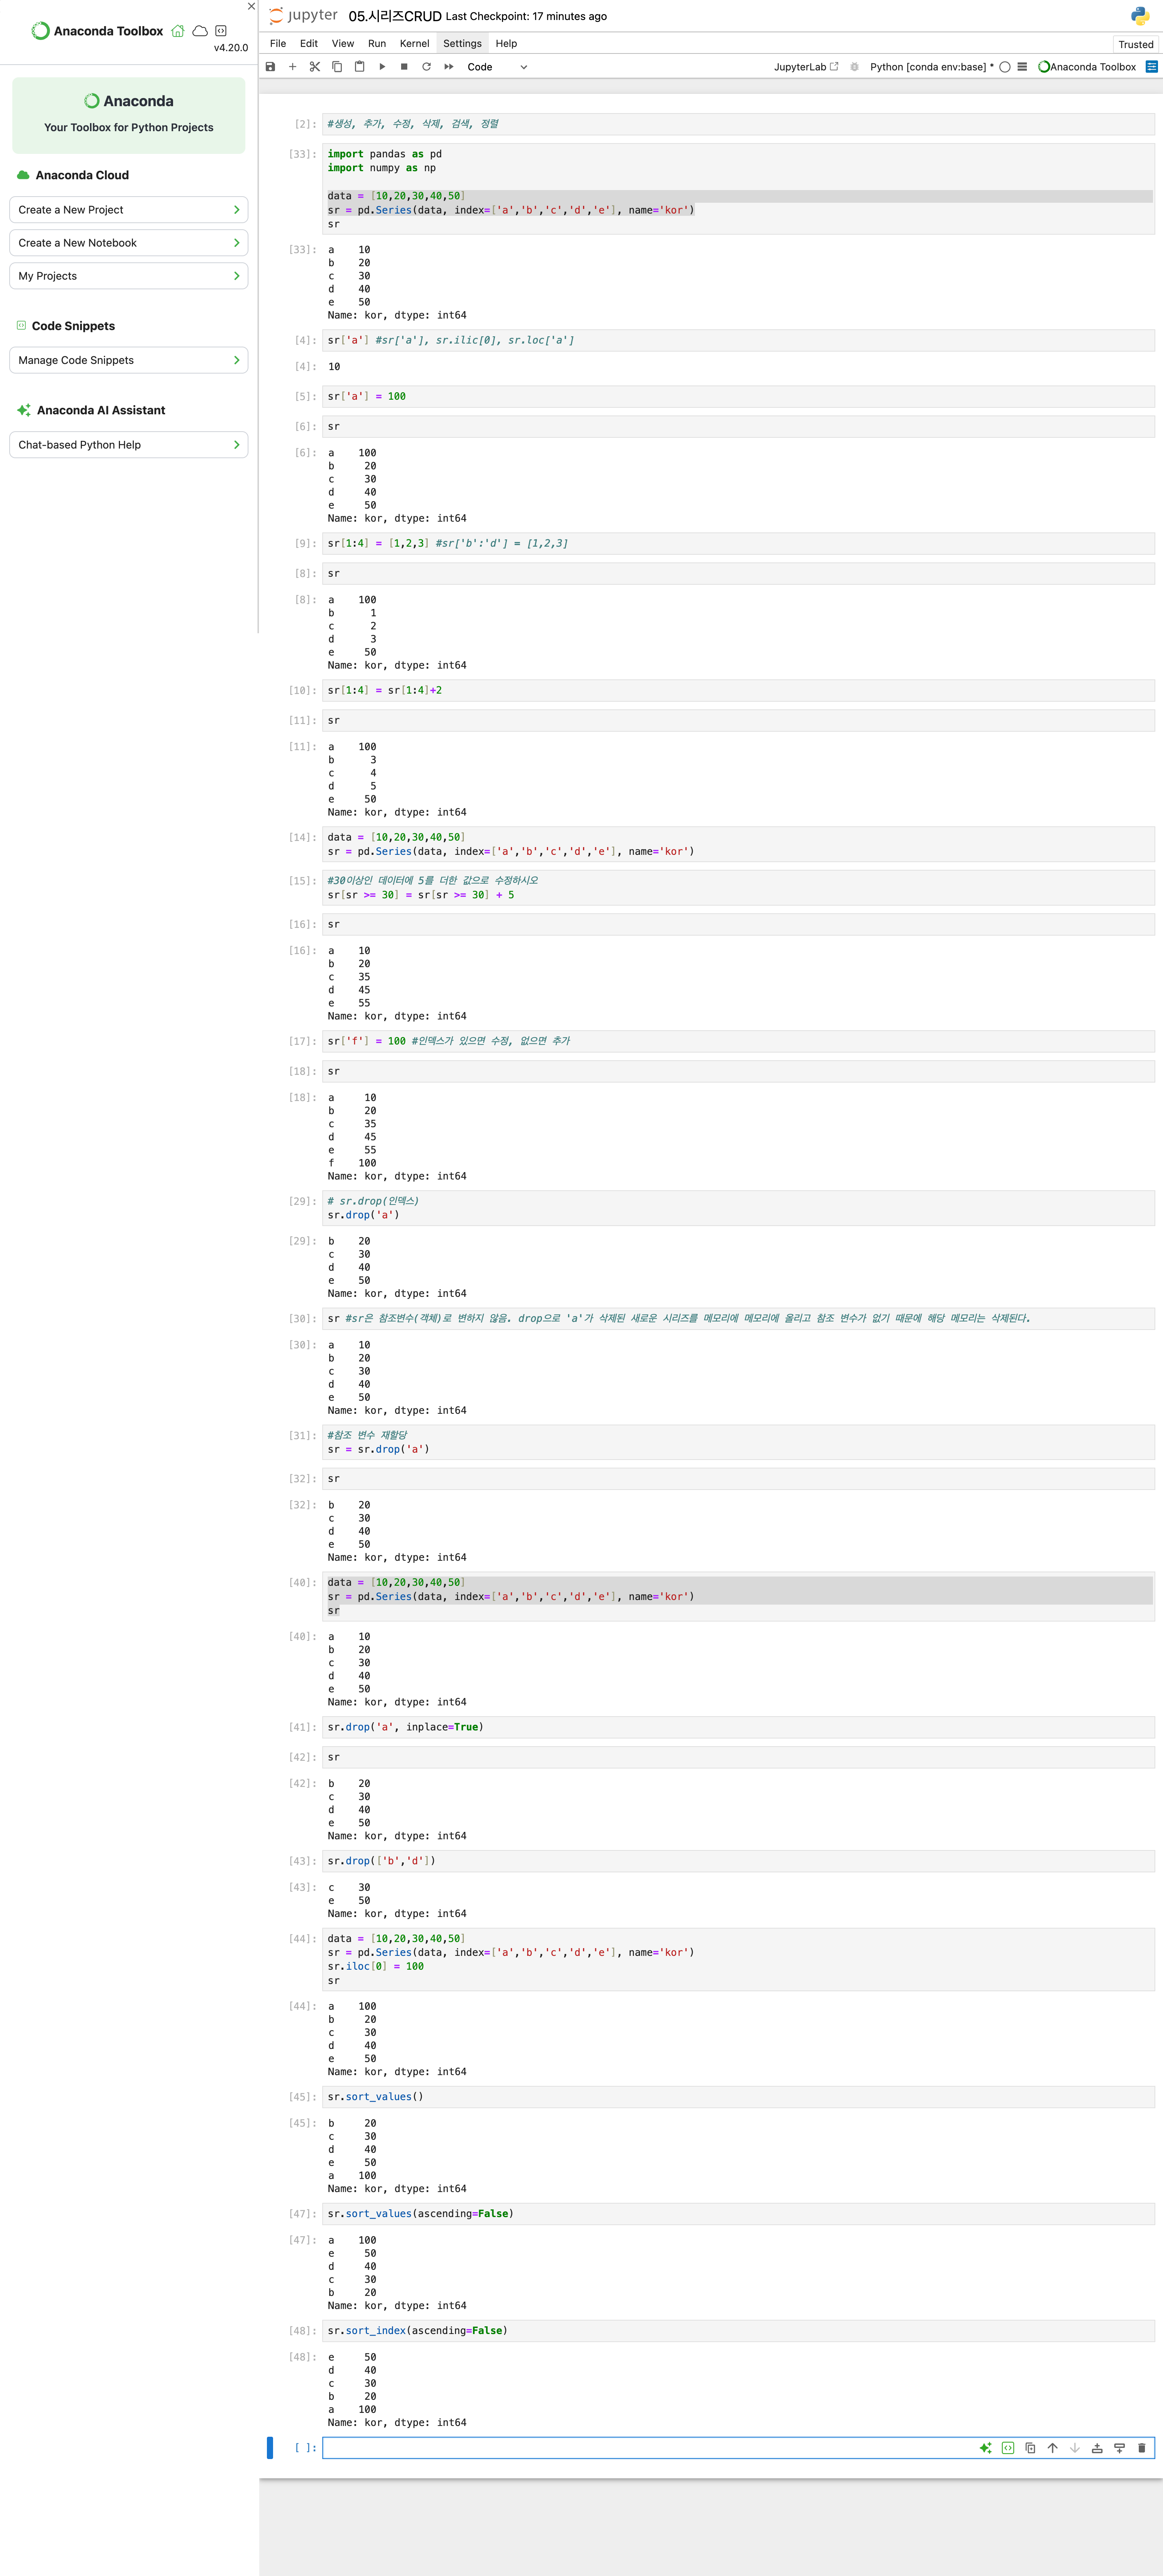 Anaconda Toolbox
v4.20.0
Anaconda
Your Toolbox for Python Projects
Anaconda Cloud
Create a New Project
Create a New Notebook
My Projects
Code Snippets
Manage Code Snippets
Anaconda AI Assistant
Chat-based Python Help
jupyter 05.시리즈CRUD Last Checkpoint: 17 minutes ago
File Edit View Run Kernel Settings Help
Trusted
Code
JupyterLab Python [conda env:base] * Anaconda Toolbox
[2]: #생성, 추가, 수정, 삭제, 검색, 정렬
[33]: import pandas as pd
import numpy as np
data = [10,20,30,40,50]
sr = pd.Series(data, index=['a','b','c','d','e'], name='kor')
sr
[33]: a 10
b 20
c 30
d 40
e 50
Name: kor, dtype: int64
[4]: sr['a'] #sr['a'], sr.ilic[0], sr.loc['a']
[4]: 10
[5]: sr['a'] = 100
[6]: sr
[6]: a 100
b 20
c 30
d 40
e 50
Name: kor, dtype: int64
[9]: sr[1:4] = [1,2,3] #sr['b':'d'] = [1,2,3]
[8]: sr
[8]: a 100
b 1
c 2
d 3
e 50
Name: kor, dtype: int64
[10]: sr[1:4] = sr[1:4]+2
[11]: sr
[11]: a 100
b 3
c 4
d 5
e 50
Name: kor, dtype: int64
[14]: data = [10,20,30,40,50]
sr = pd.Series(data, index=['a','b','c','d','e'], name='kor')
[15]: #30이상인 데이터에 5를 더한 값으로 수정하시오
sr[sr >= 30] = sr[sr >= 30] + 5
[16]: sr
[16]: a 10
b 20
c 35
d 45
e 55
Name: kor, dtype: int64
[17]: sr['f'] = 100 #인덱스가 있으면 수정, 없으면 추가
[18]: sr
[18]: a 10
b 20
c 35
d 45
e 55
f 100
Name: kor, dtype: int64
[29]: # sr.drop(인덱스)
sr.drop('a')
[29]: b 20
c 30
d 40
e 50
Name: kor, dtype: int64
[30]: sr #sr은 참조변수(객체)로 변하지 않음. drop으로 'a'가 삭제된 새로운 시리즈를 메모리에 메모리에 올리고 참조 변수가 없기 때문에 해당 메모리는 삭제된다.
[30]: a 10
b 20
c 30
d 40
e 50
Name: kor, dtype: int64
[31]: #참조 변수 재할당
sr = sr.drop('a')
[32]: sr
[32]: b 20
c 30
d 40
e 50
Name: kor, dtype: int64
[40]: data = [10,20,30,40,50]
sr = pd.Series(data, index=['a','b','c','d','e'], name='kor')
sr
[40]: a 10
b 20
c 30
d 40
e 50
Name: kor, dtype: int64
[41]: sr.drop('a', inplace=True)
[42]: sr
[42]: b 20
c 30
d 40
e 50
Name: kor, dtype: int64
[43]: sr.drop(['b','d'])
[43]: c 30
e 50
Name: kor, dtype: int64
[44]: data = [10,20,30,40,50]
sr = pd.Series(data, index=['a','b','c','d','e'], name='kor')
sr.iloc[0] = 100
sr
[44]: a 100
b 20
c 30
d 40
e 50
Name: kor, dtype: int64
[45]: sr.sort_values()
[45]: b 20
c 30
d 40
e 50
a 100
Name: kor, dtype: int64
[47]: sr.sort_values(ascending=False)
[47]: a 100
e 50
d 40
c 30
b 20
Name: kor, dtype: int64
[48]: sr.sort_index(ascending=False)
[48]: e 50
d 40
c 30
b 20
a 100
Name: kor, dtype: int64
[ ]: